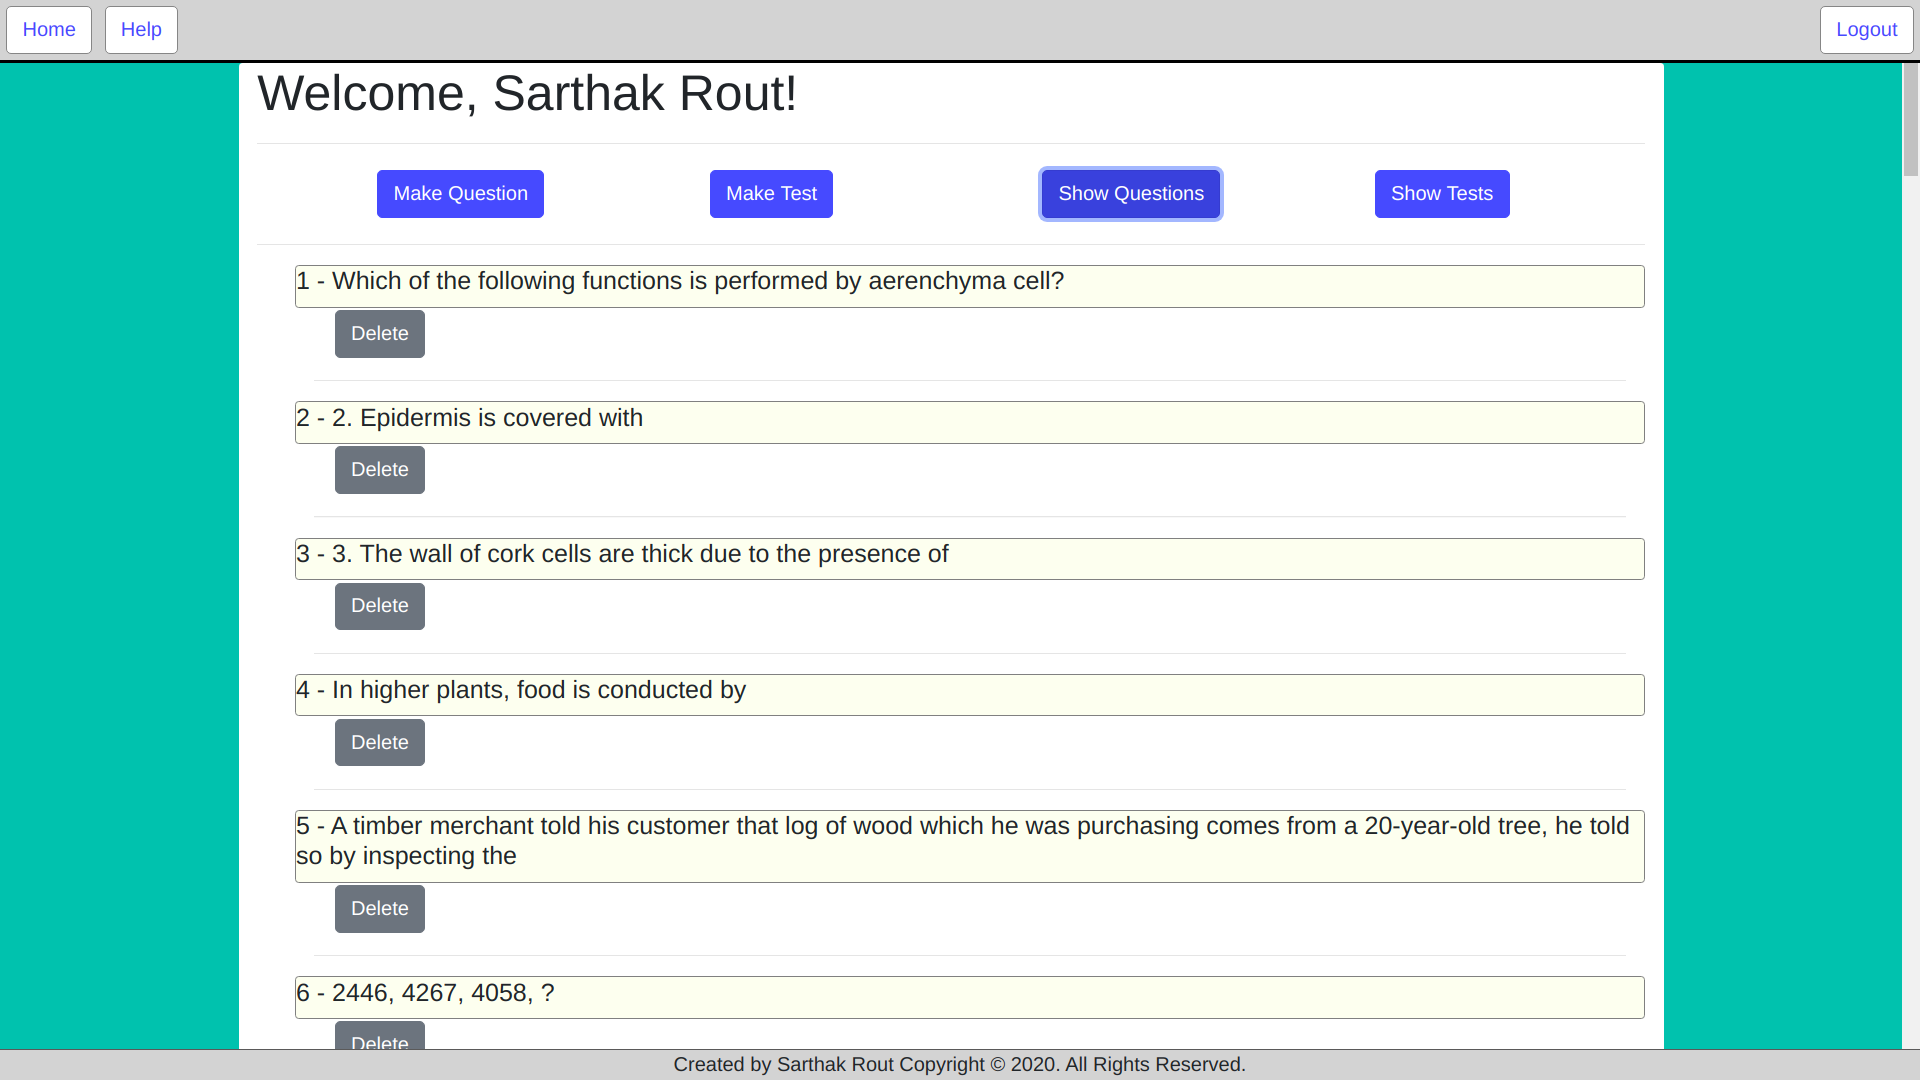 Home Help Logout
Welcome, Sarthak Rout!
Make Question Make Test Show Questions Show Tests
1 - Which of the following functions is performed by aerenchyma cell?
Delete
2 - 2. Epidermis is covered with
Delete
3 - 3. The wall of cork cells are thick due to the presence of
Delete
4 - In higher plants, food is conducted by
Delete
5 - A timber merchant told his customer that log of wood which he was purchasing comes from a 20-year-old tree, he told
so by inspecting the
Delete
6 - 2446, 4267, 4058, ?
Delete
Created by Sarthak Rout Copyright © 2020. All Rights Reserved.